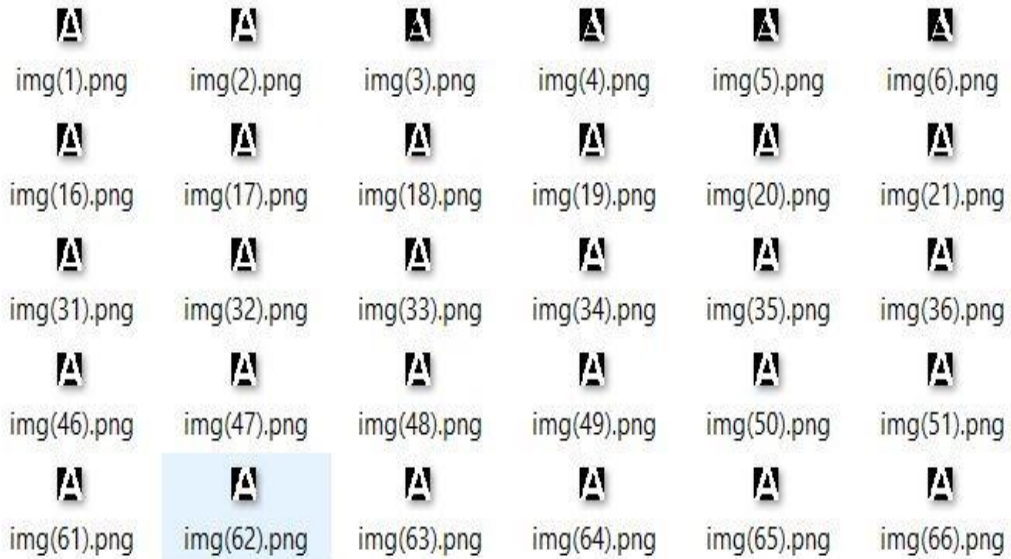 A A A A A A
img(1).png img(2).png img(3).png img(4).png img(5).png img(6).png
A A A A A A
img(16).png img(17).png img(18).png img(19).png img(20).png img(21).png
A A A A A A
img(31).png img(32).png img(33).png img(34).png img(35).png img(36).png
A A A A A A
img(46).png img(47).png img(48).png img(49).png img(50).png img(51).png
A A A A A A
img(61).png img(62).png img(63).png img(64).png img(65).png img(66).png